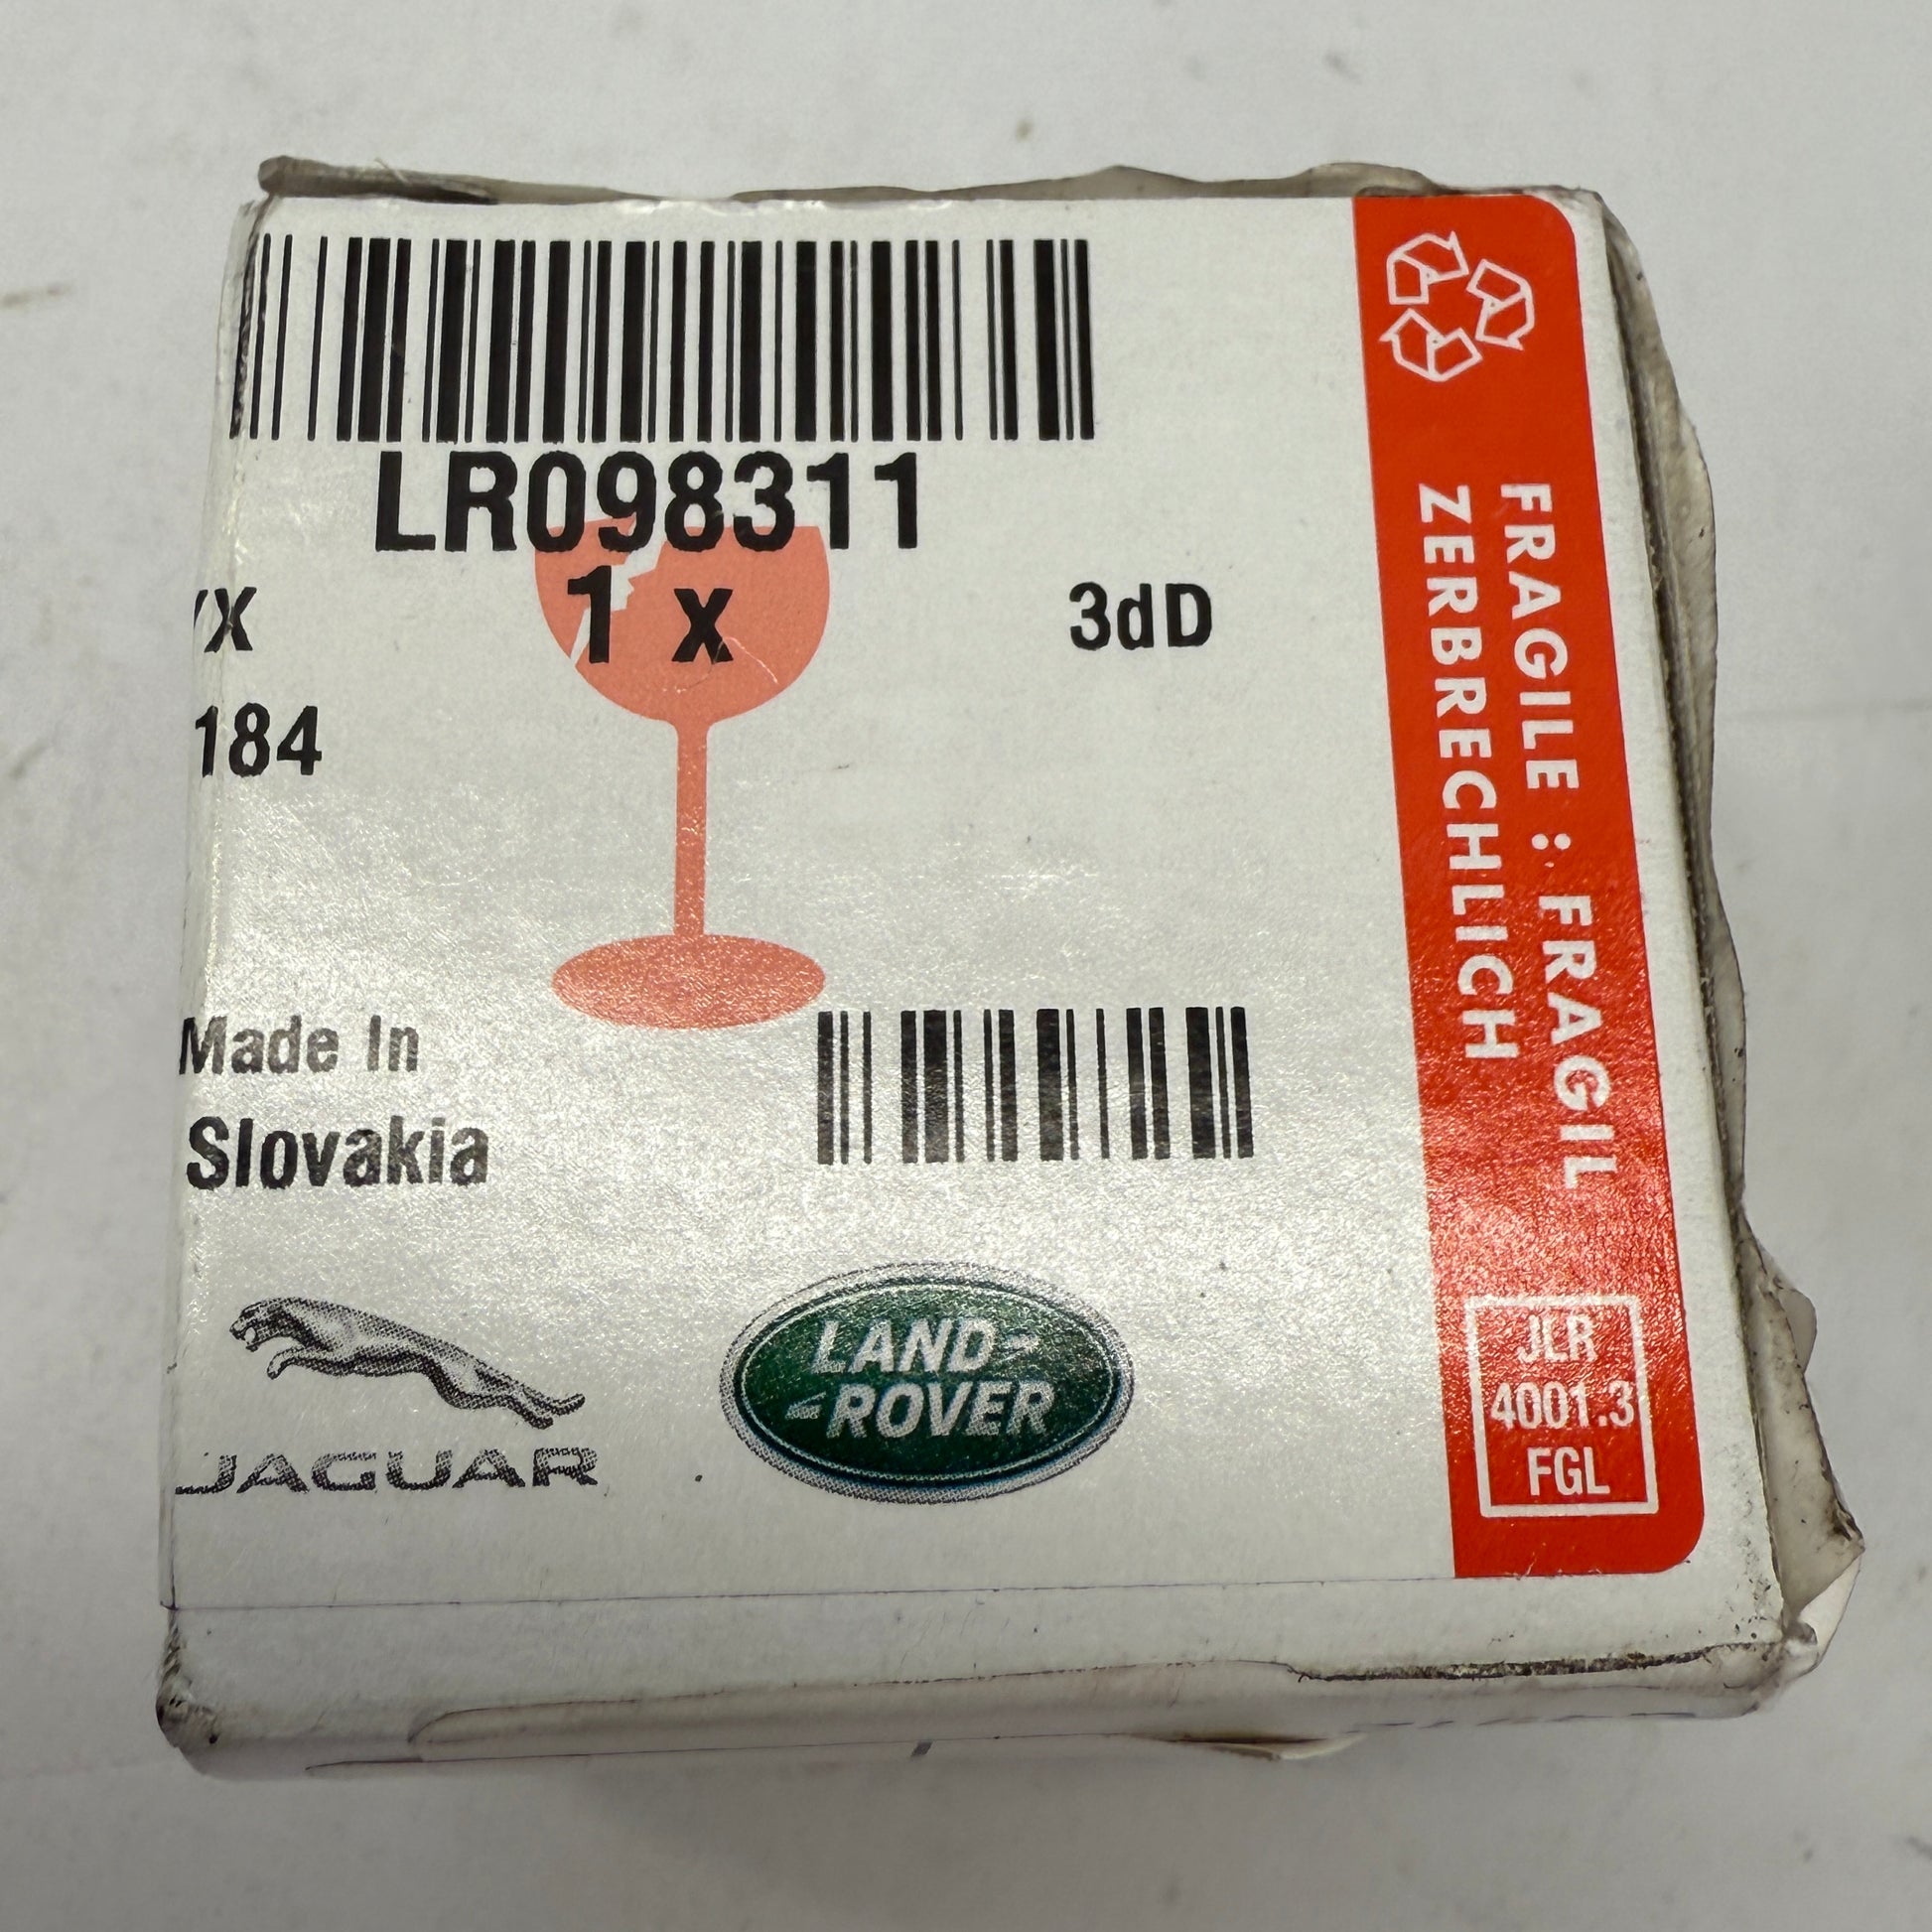 LR098311
X 1 x 3dD
184
Made In
Slovakia
JAGUAR
LAND
ROVER
FRAGILE : FRAGIL
ZERBRECHLICH
JLR
4001.3
FGL